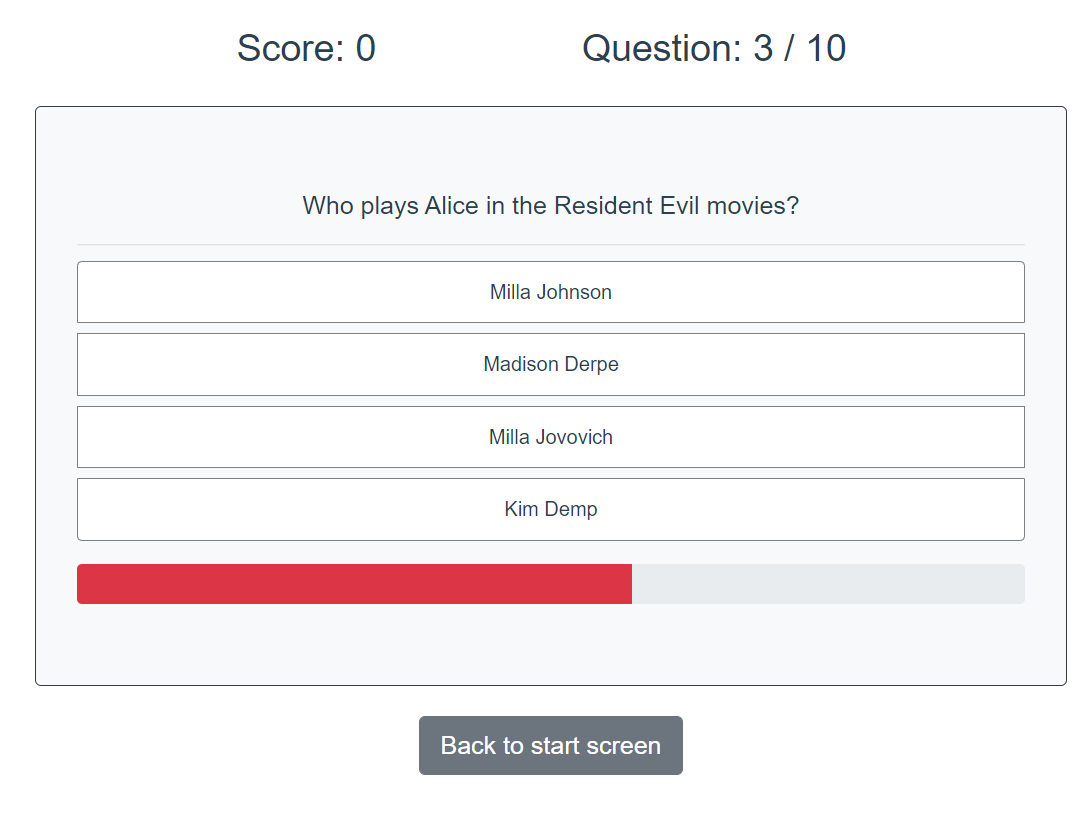 Score: 0 Question: 3 / 10
Who plays Alice in the Resident Evil movies?
Milla Johnson
Madison Derpe
Milla Jovovich
Kim Demp
Back to start screen